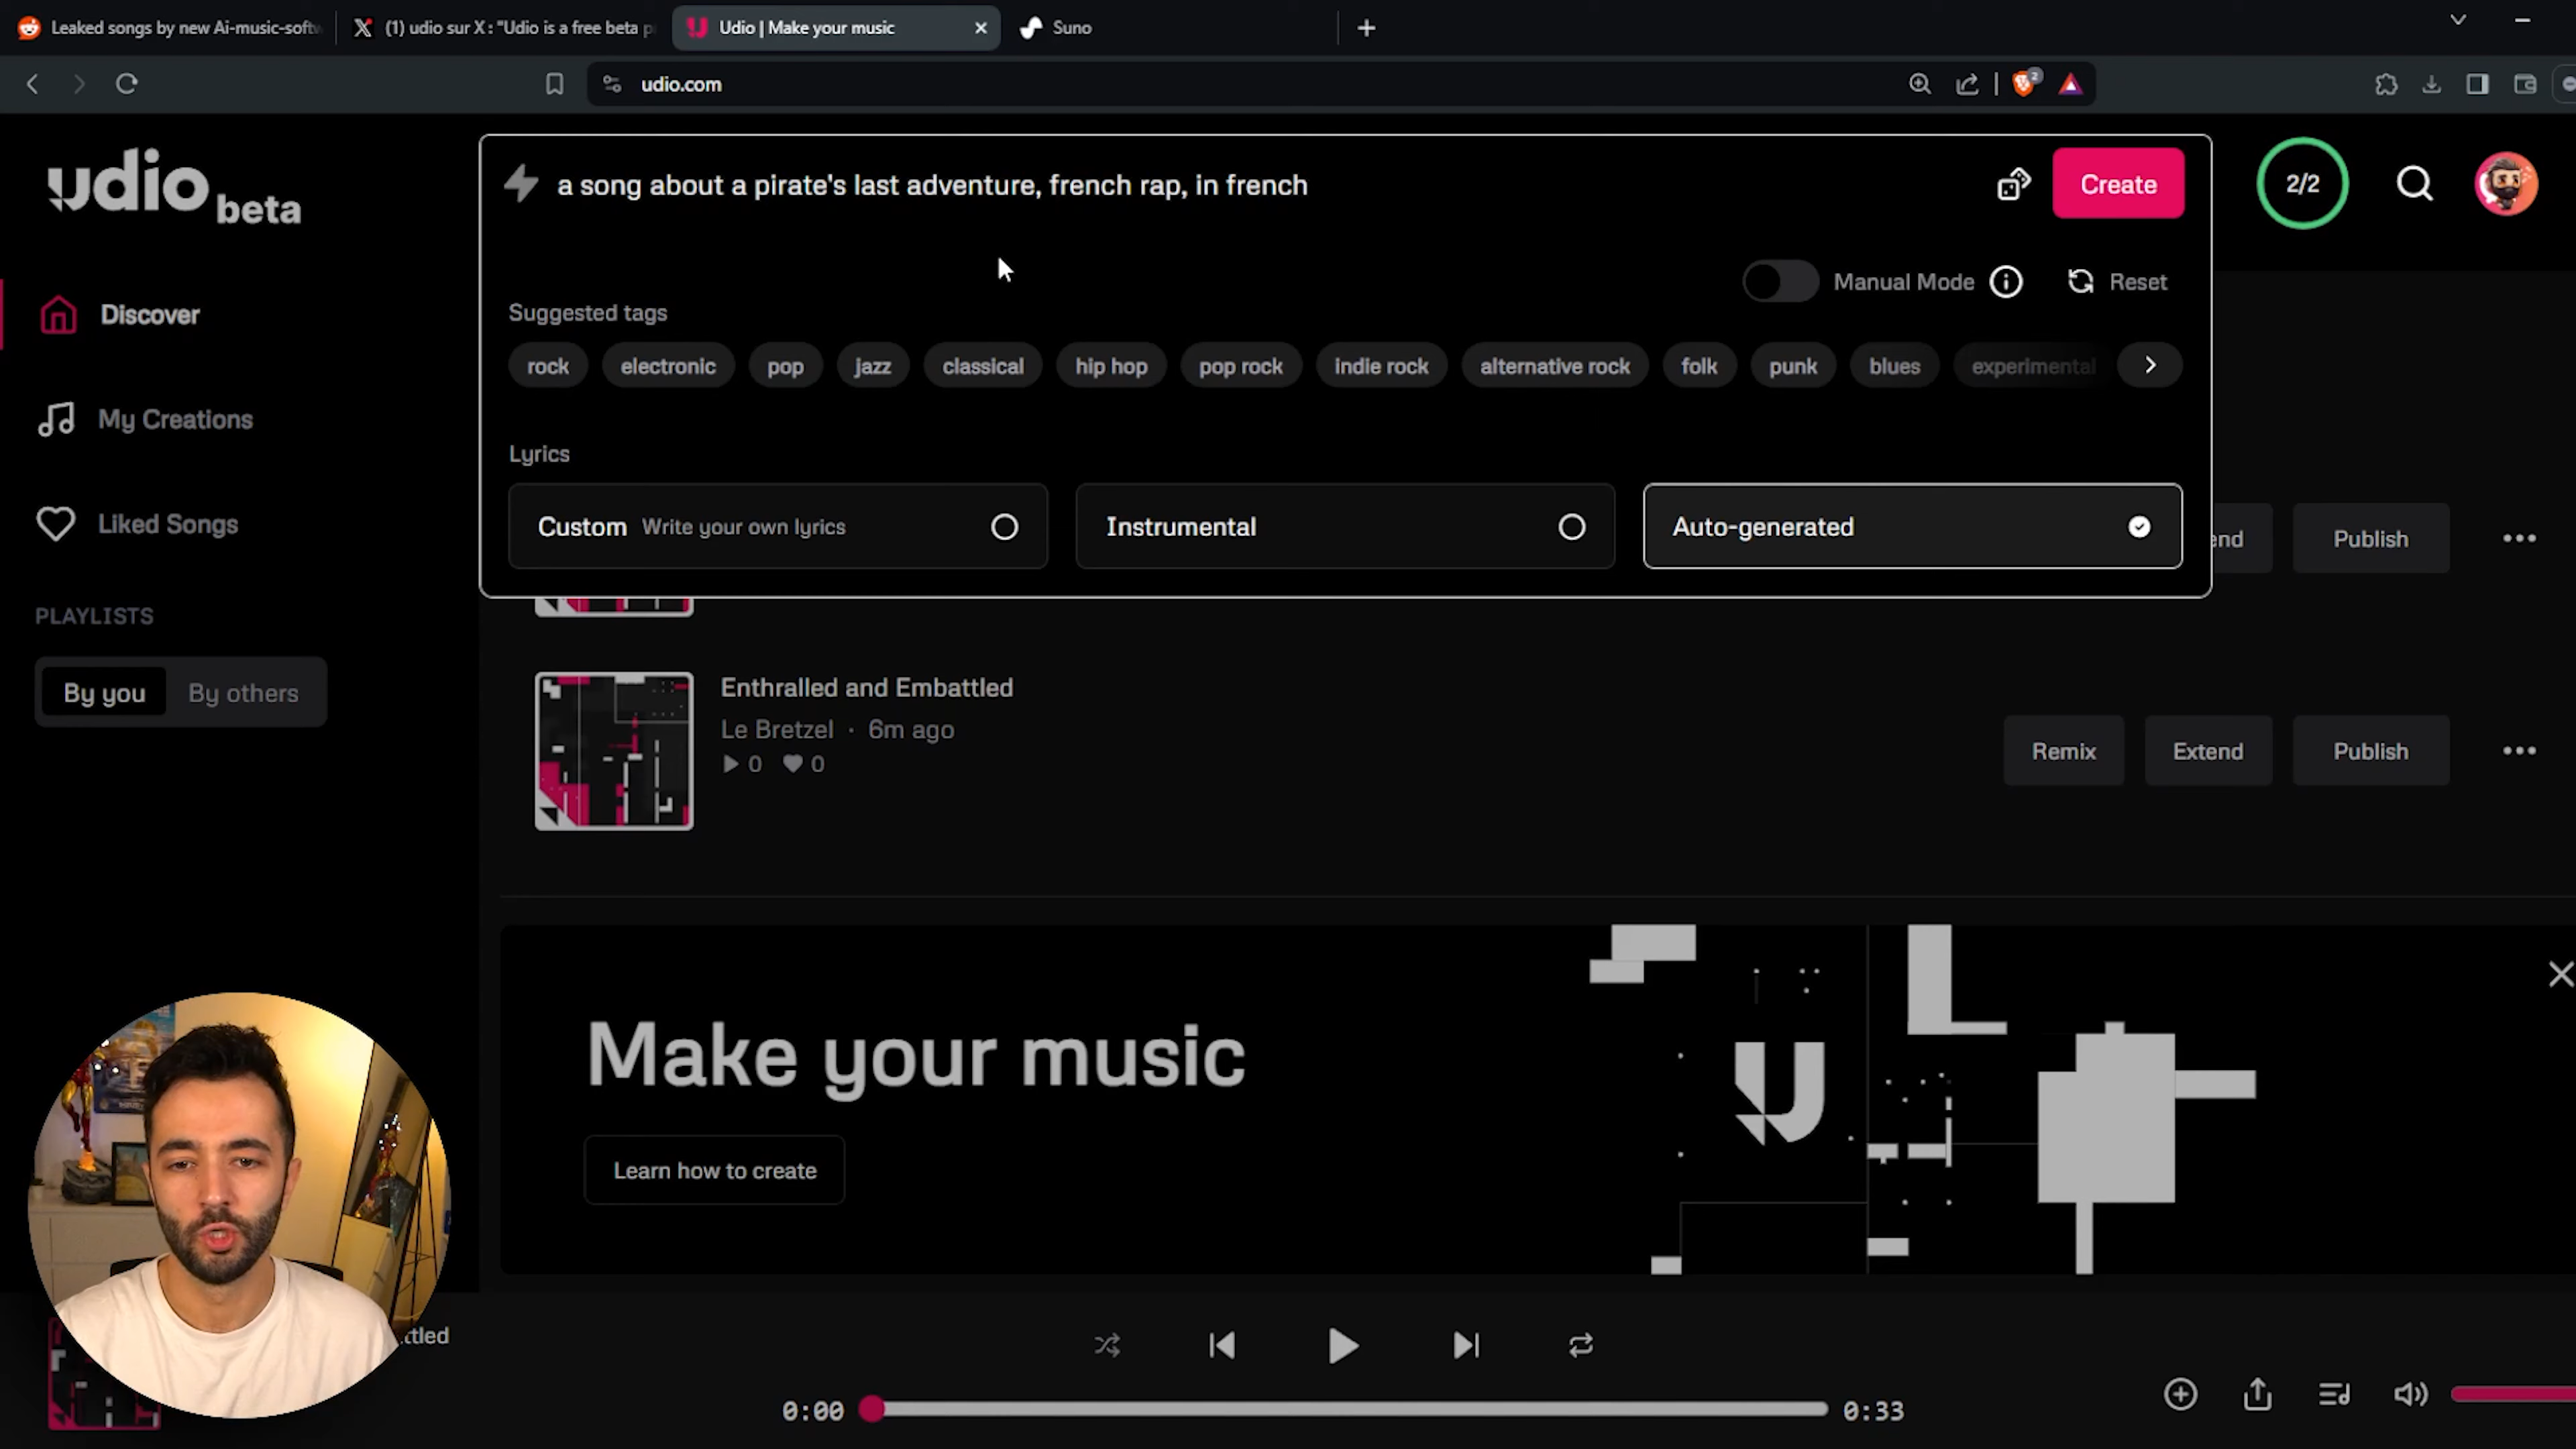 Leaked songs by new Ai-music-softw
(1) udio sur X : "Udio is a free beta p
Udio | Make your music
Suno
udio.com
2
udio beta
a song about a pirate's last adventure, french rap, in french
Create
2/2
Manual Mode
Reset
Discover
Suggested tags
rock
electronic
pop
jazz
classical
hip hop
pop rock
indie rock
alternative rock
folk
punk
blues
experimental
My Creations
Lyrics
Liked Songs
Custom Write your own lyrics
Instrumental
Auto-generated
end
Publish
PLAYLISTS
By you
By others
Enthralled and Embattled
Le Bretzel · 6m ago
0 0
Remix
Extend
Publish
Make your music
Learn how to create
ttled
0:00
0:33